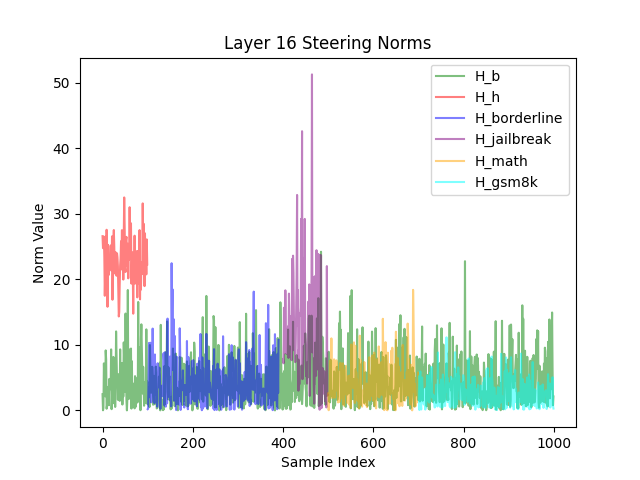 Layer 16 Steering Norms
Norm Value
50
40
30
20
10
0
0
200
400
600
800
1000
Sample Index
H_b
H_h
H_borderline
H_jailbreak
H_math
H_gsm8k